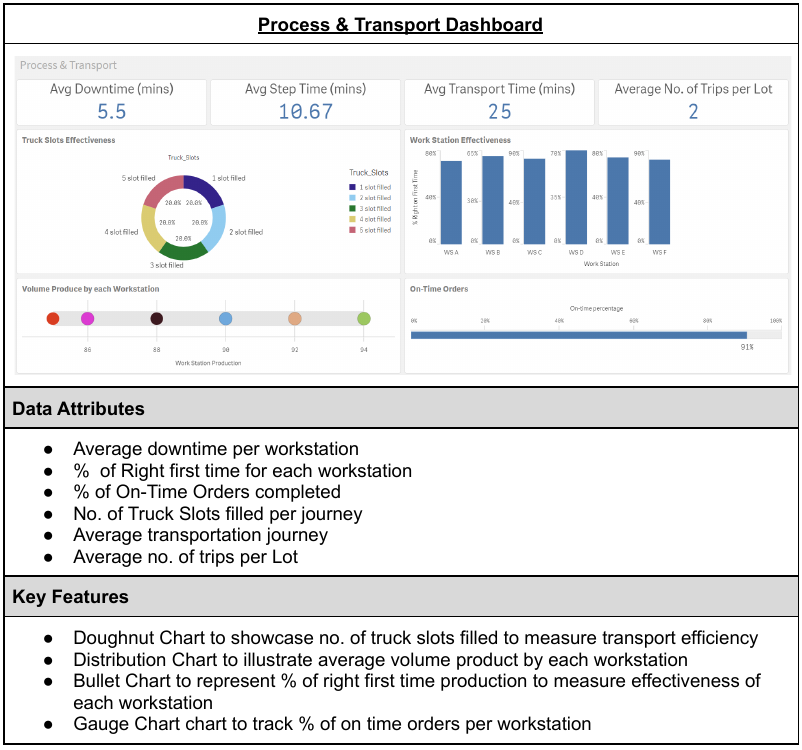 Process & Transport Dashboard
Process & Transport
Avg Downtime (mins)
5.5
Avg Step Time (mins)
10.67
Avg Transport Time (mins)
25
Average No. of Trips per Lot
2
Truck Slots Effectiveness
Truck_Slots
5 slot filled
1 slot filled
20.0% 20.0%
20.0% 20.0%
20.0%
4 slot filled
2 slot filled
3 slot filled
Truck_Slots
1 slot filled
2 slot filled
3 slot filled
4 slot filled
5 slot filled
Work Station Effectiveness
% Right on First Time
80% 65% 90% 70% 80% 90%
40% 30% 40% 35% 40% 40%
0% 0% 0% 0% 0% 0%
WS A WS B WS C WS D WS E WS F
Work Station
Volume Produce by each Workstation
86 88 90 92 94
Work Station Production
On-Time Orders
On-time percentage
0% 20% 40% 60% 80% 100%
91%
Data Attributes
● Average downtime per workstation
● % of Right first time for each workstation
● % of On-Time Orders completed
● No. of Truck Slots filled per journey
● Average transportation journey
● Average no. of trips per Lot
Key Features
● Doughnut Chart to showcase no. of truck slots filled to measure transport efficiency
● Distribution Chart to illustrate average volume product by each workstation
● Bullet Chart to represent % of right first time production to measure effectiveness of
each workstation
● Gauge Chart chart to track % of on time orders per workstation